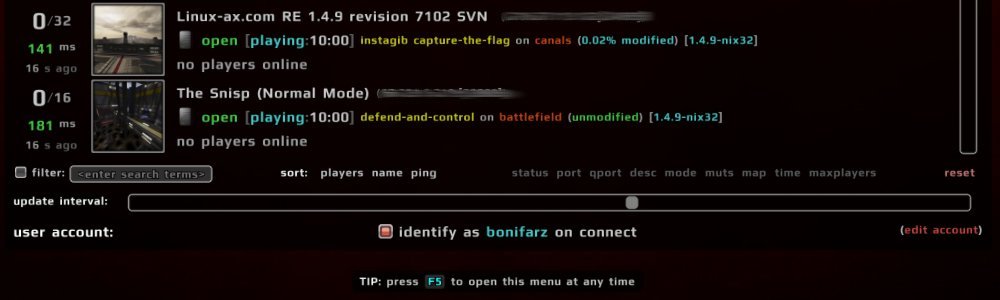 0/32
141 ms
16 s ago
Linux-ax.com RE 1.4.9 revision 7102 SVN
open [playing:10:00] instagib capture-the-flag on canals (0.02% modified) [1.4.9-nix32]
no players online
0/16
181 ms
16 s ago
The Snisp (Normal Mode)
open [playing:10:00] defend-and-control on battlefield (unmodified) [1.4.9-nix32]
no players online
filter: <enter search terms> sort: players name ping status port qport desc mode muts map time maxplayers reset
update interval:
user account: identify as bonifarz on connect (edit account)
TIP: press F5 to open this menu at any time